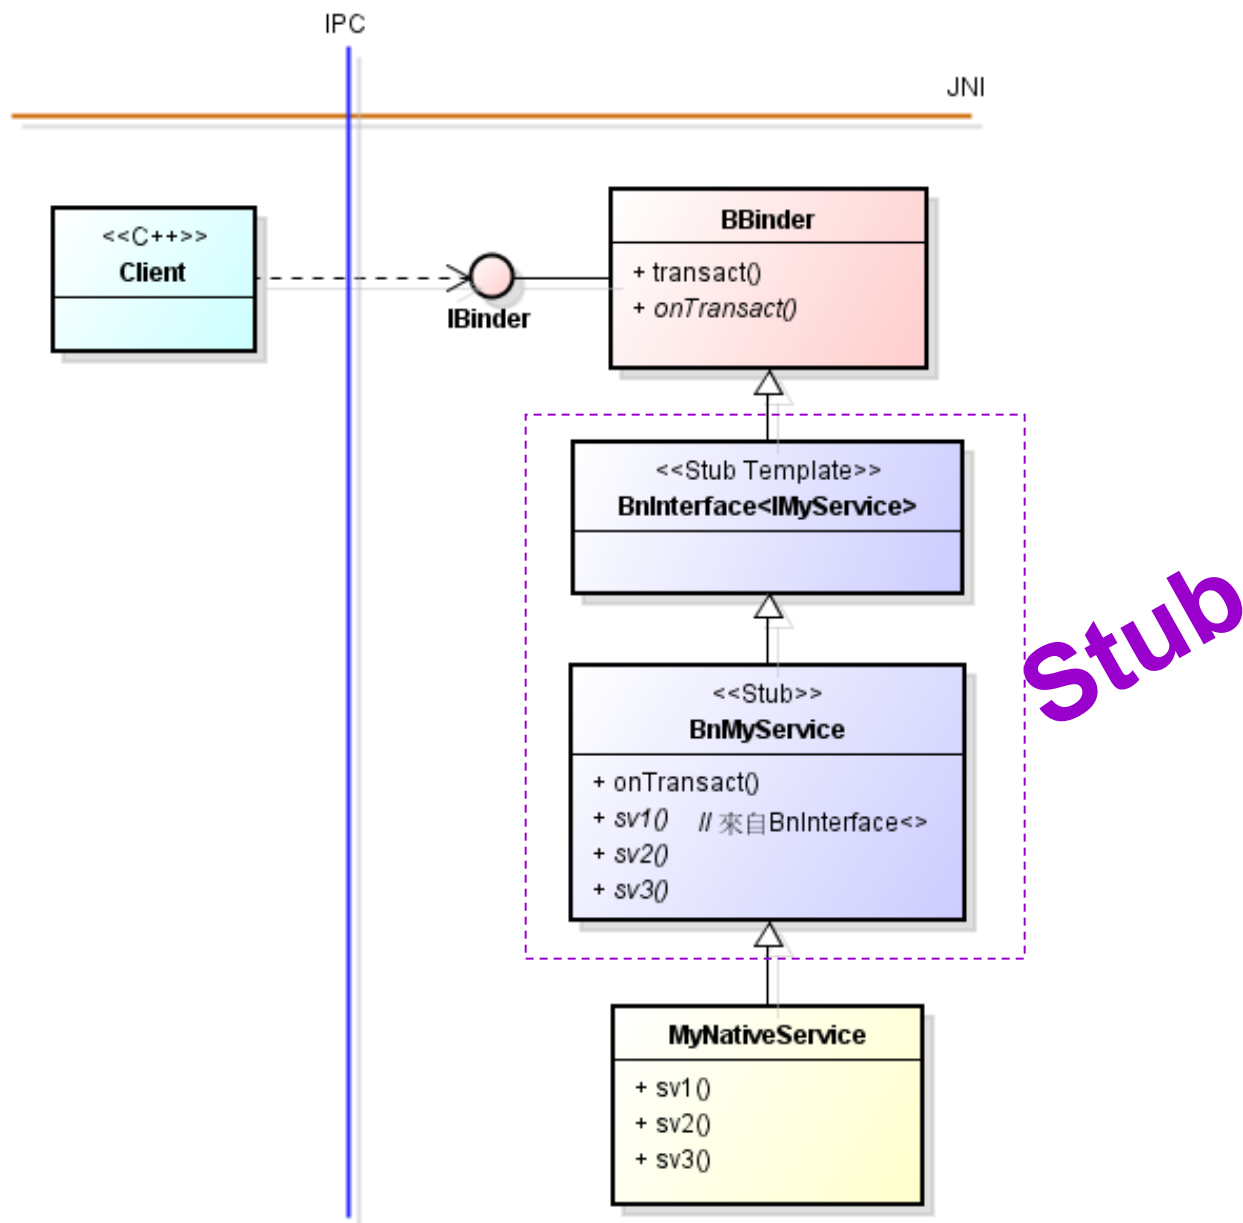 IPC
JNI
<<C++>>
Client
IBinder
BBinder
+ transact()
+ onTransact()
<<Stub Template>>
BnInterface<IMyService>
Stub
<<Stub>>
BnMyService
+ onTransact()
+ sv1() // 來自BnInterface<>
+ sv2()
+ sv3()
MyNativeService
+ sv1()
+ sv2()
+ sv3()